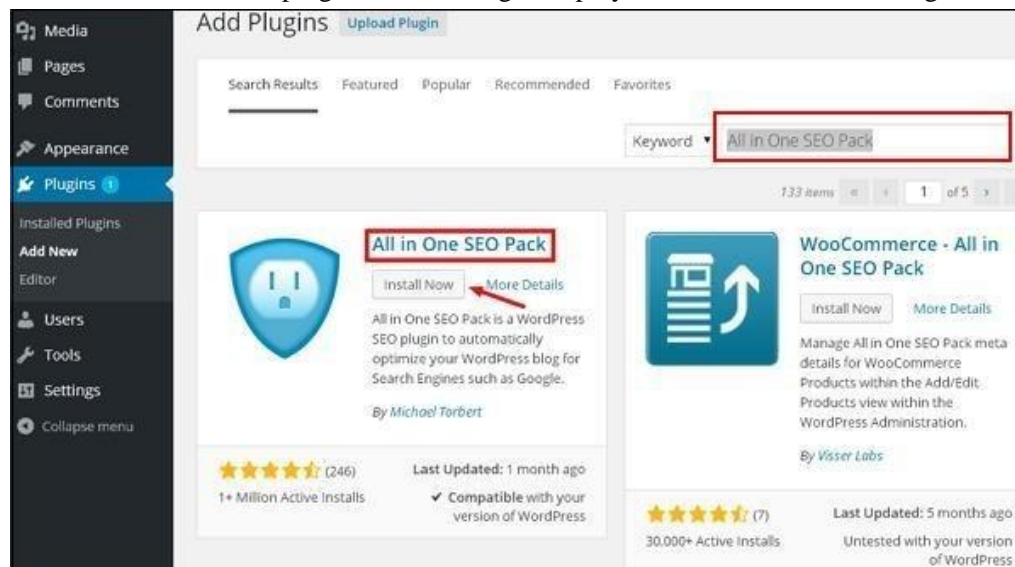 Add Plugins Upload Plugin
Media
Pages
Comments
Appearance
Plugins 1
Installed Plugins
Add New
Editor
Users
Tools
Settings
Collapse menu
Search Results Featured Popular Recommended Favorites
Keyword All in One SEO Pack
133 items « ‹ 1 of 5 ›
All in One SEO Pack
Install Now More Details
All in One SEO Pack is a WordPress
SEO plugin to automatically
optimize your WordPress blog for
Search Engines such as Google.
By Michael Torbert
(246)
1+ Million Active Installs
Last Updated: 1 month ago
✔ Compatible with your
version of WordPress
WooCommerce - All in
One SEO Pack
Install Now More Details
Manage All in One SEO Pack meta
details for WooCommerce
Products within the Add/Edit
Products view within the
WordPress Administration.
By Visser Labs
(7)
30,000+ Active Installs
Last Updated: 5 months ago
Untested with your version
of WordPress